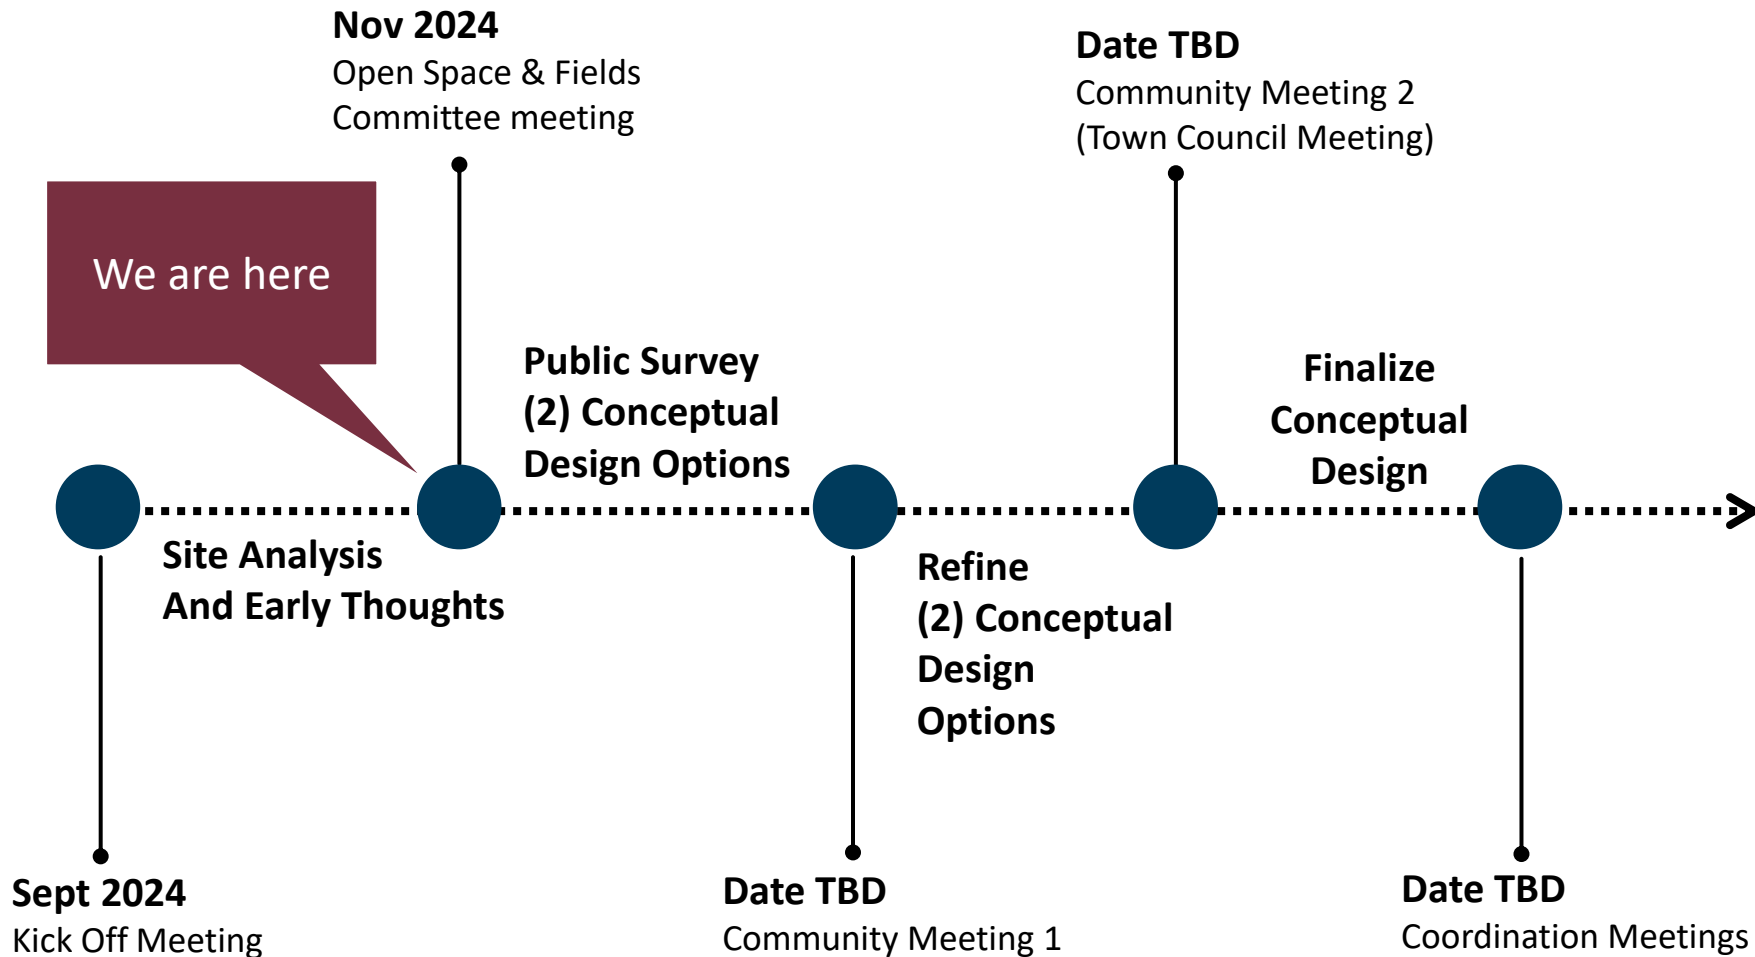 Nov 2024
Open Space & Fields
Committee meeting
Date TBD
Community Meeting 2
(Town Council Meeting)
We are here
Public Survey
(2) Conceptual
Design Options
Finalize
Conceptual
Design
Site Analysis
And Early Thoughts
Refine
(2) Conceptual
Design
Options
Sept 2024
Kick Off Meeting
Date TBD
Community Meeting 1
Date TBD
Coordination Meetings